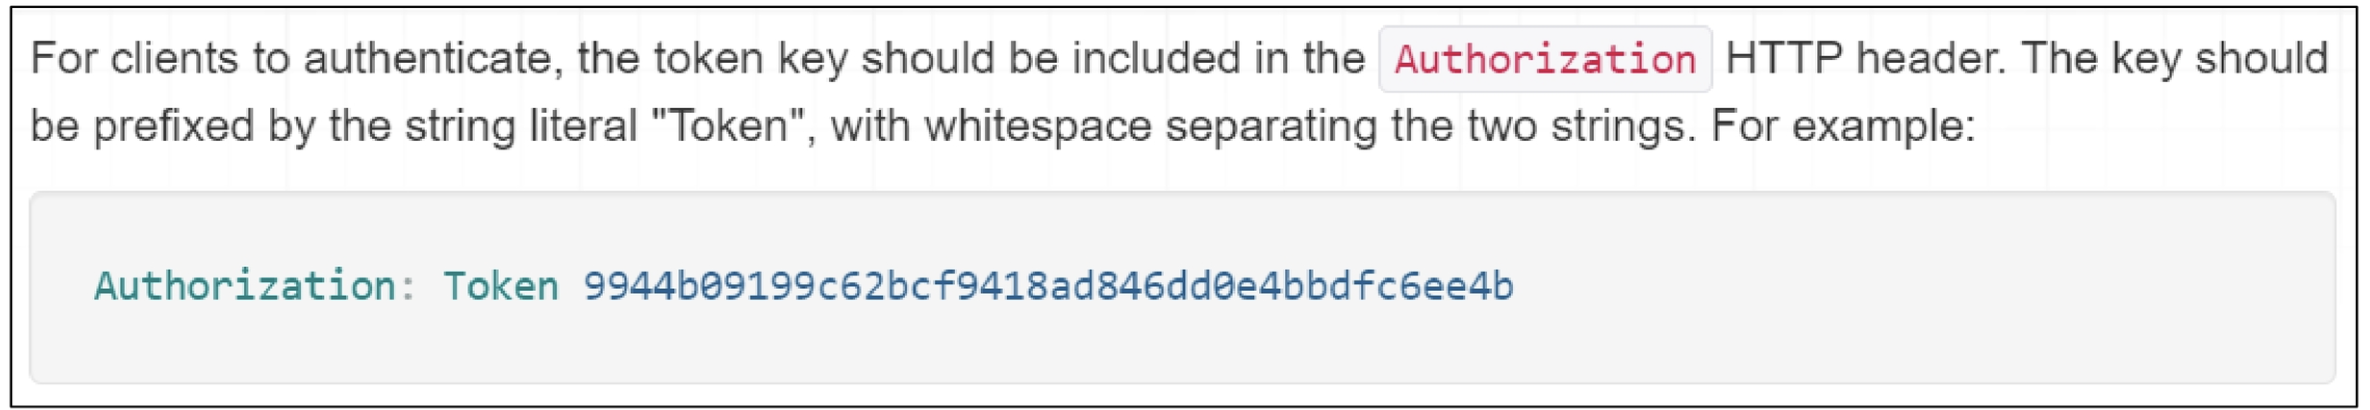 For clients to authenticate, the token key should be included in the Authorization HTTP header. The key should
be prefixed by the string literal "Token", with whitespace separating the two strings. For example:
Authorization: Token 9944b09199c62bcf9418ad846dd0e4bbdfc6ee4b